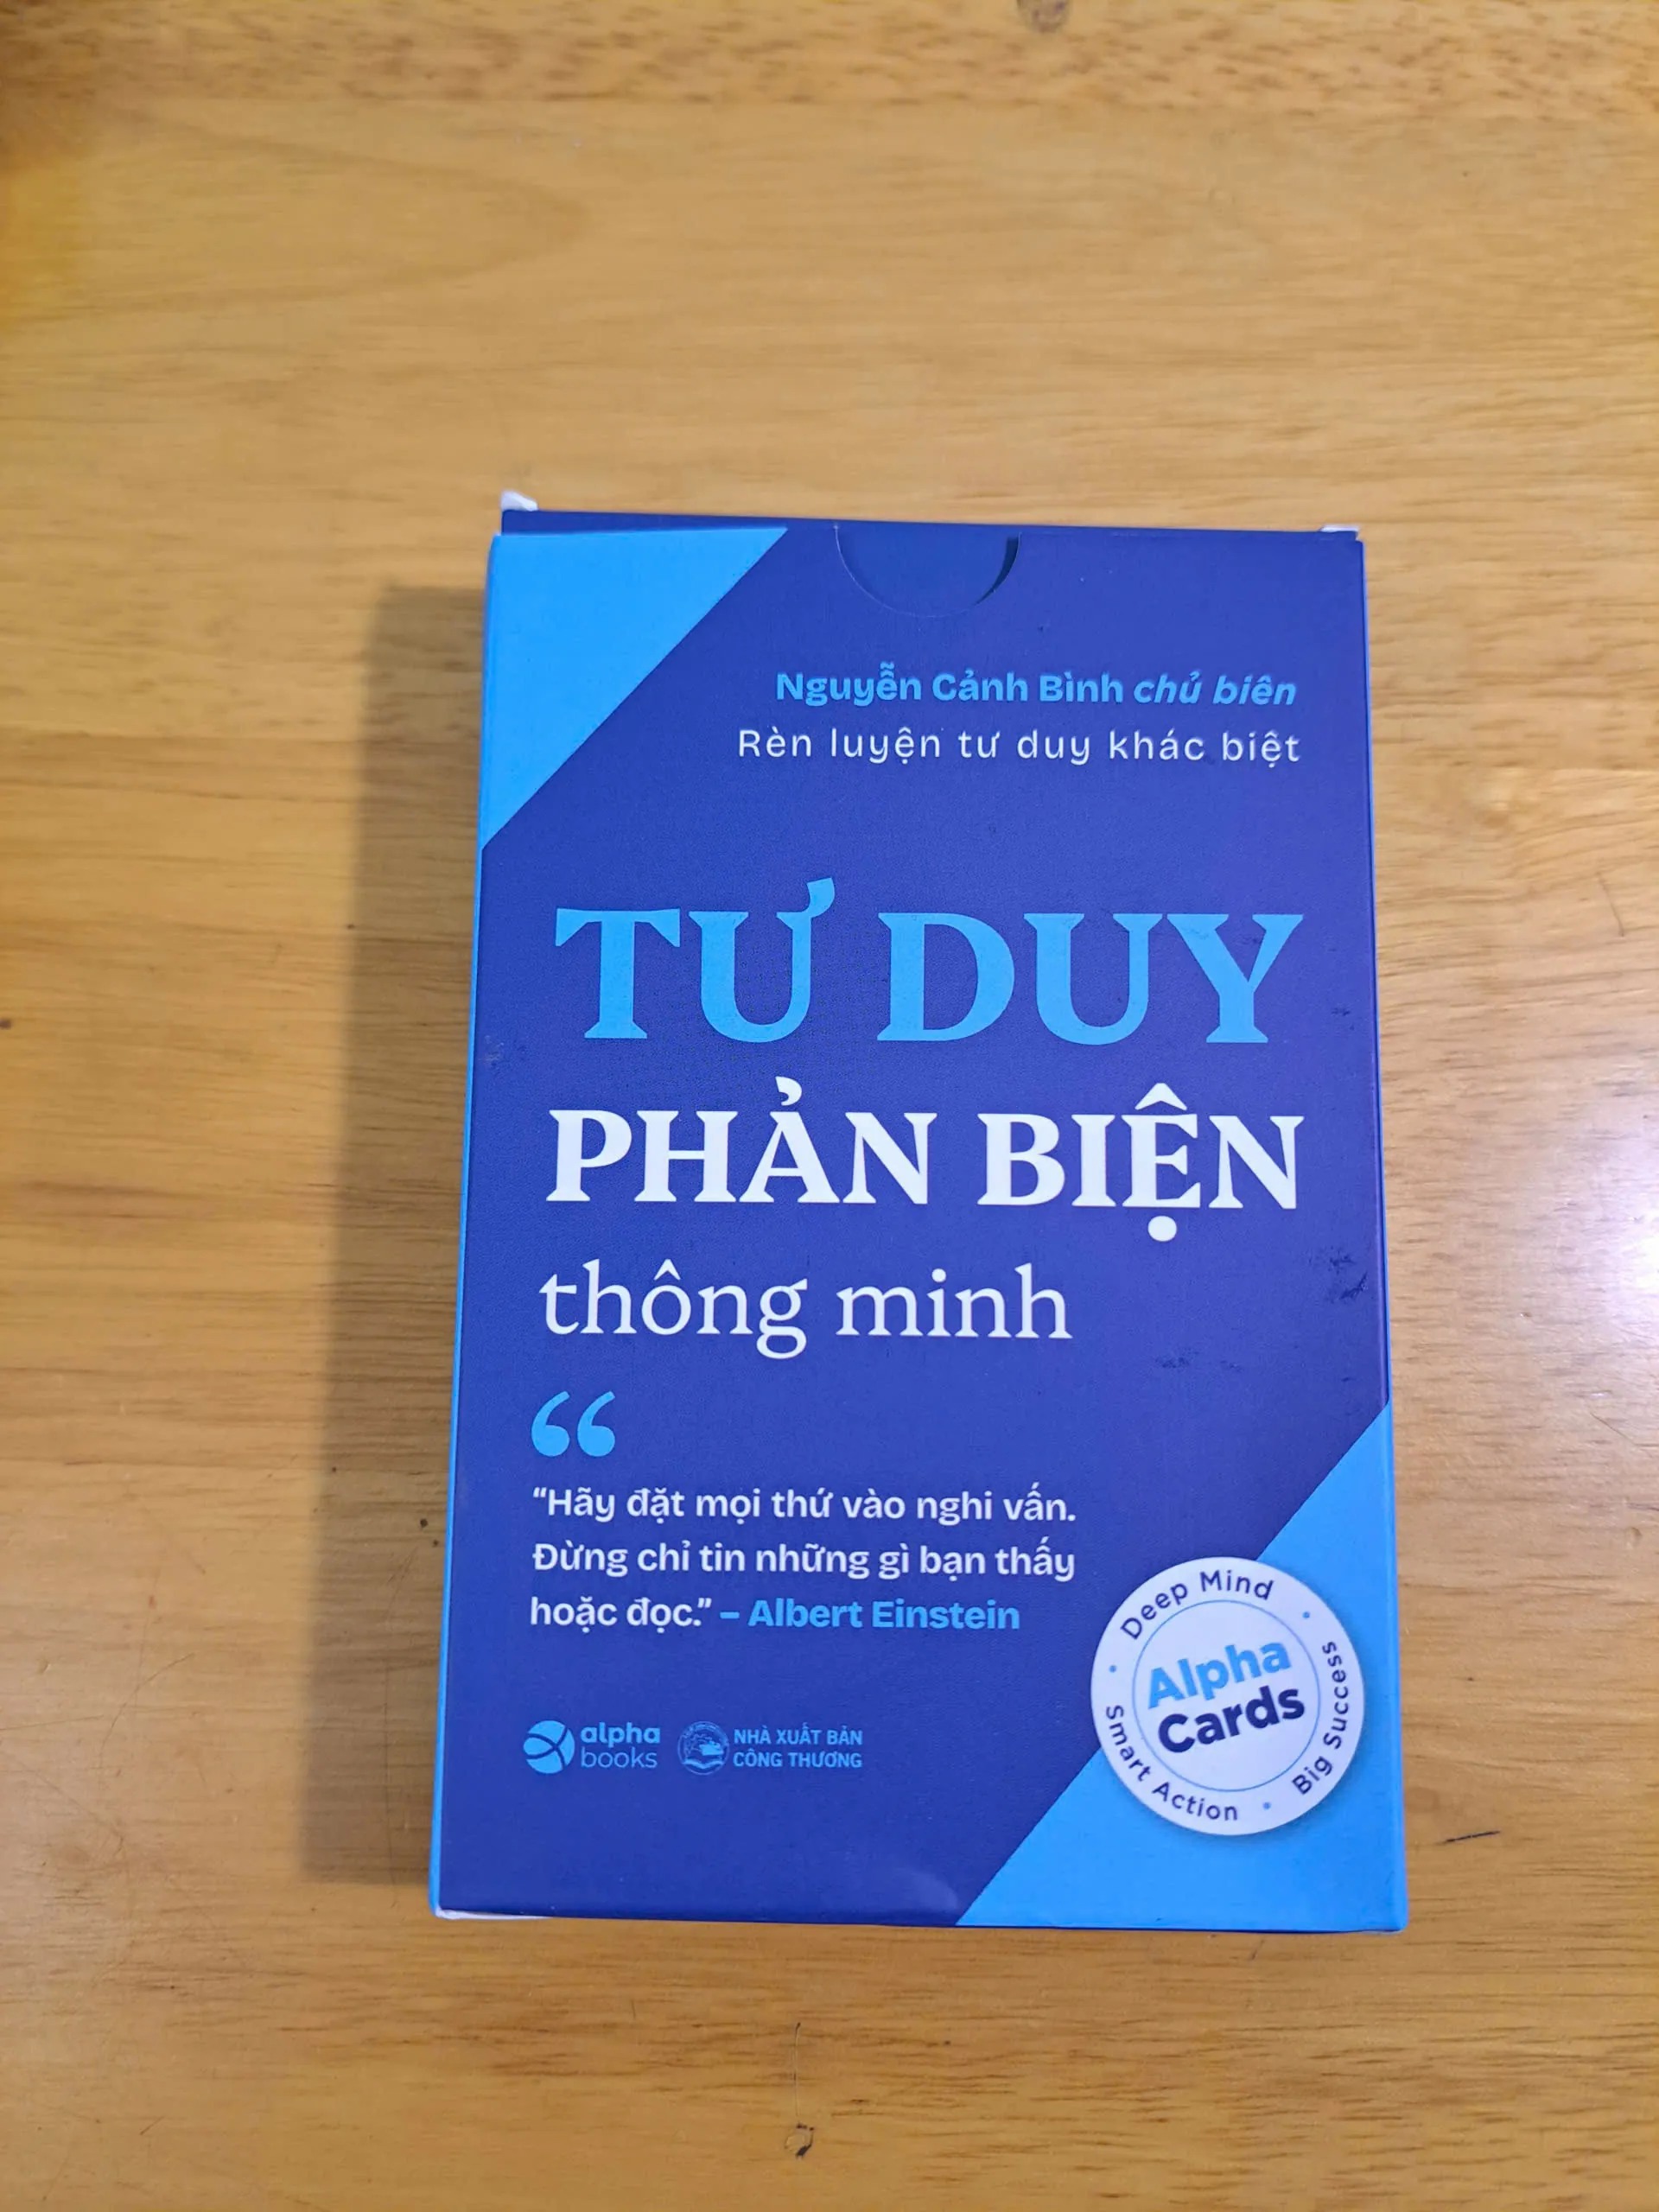 Nguyễn Cảnh Bình chủ biên
Rèn luyện tư duy khác biệt
TƯ DUY
PHẢN BIỆN
thông minh
“
“Hãy đặt mọi thứ vào nghi vấn.
Đừng chỉ tin những gì bạn thấy
hoặc đọc.” – Albert Einstein
Deep Mind
Alpha
Cards
Smart Action
Big Success
alpha
books
NHÀ XUẤT BẢN
CÔNG THƯƠNG